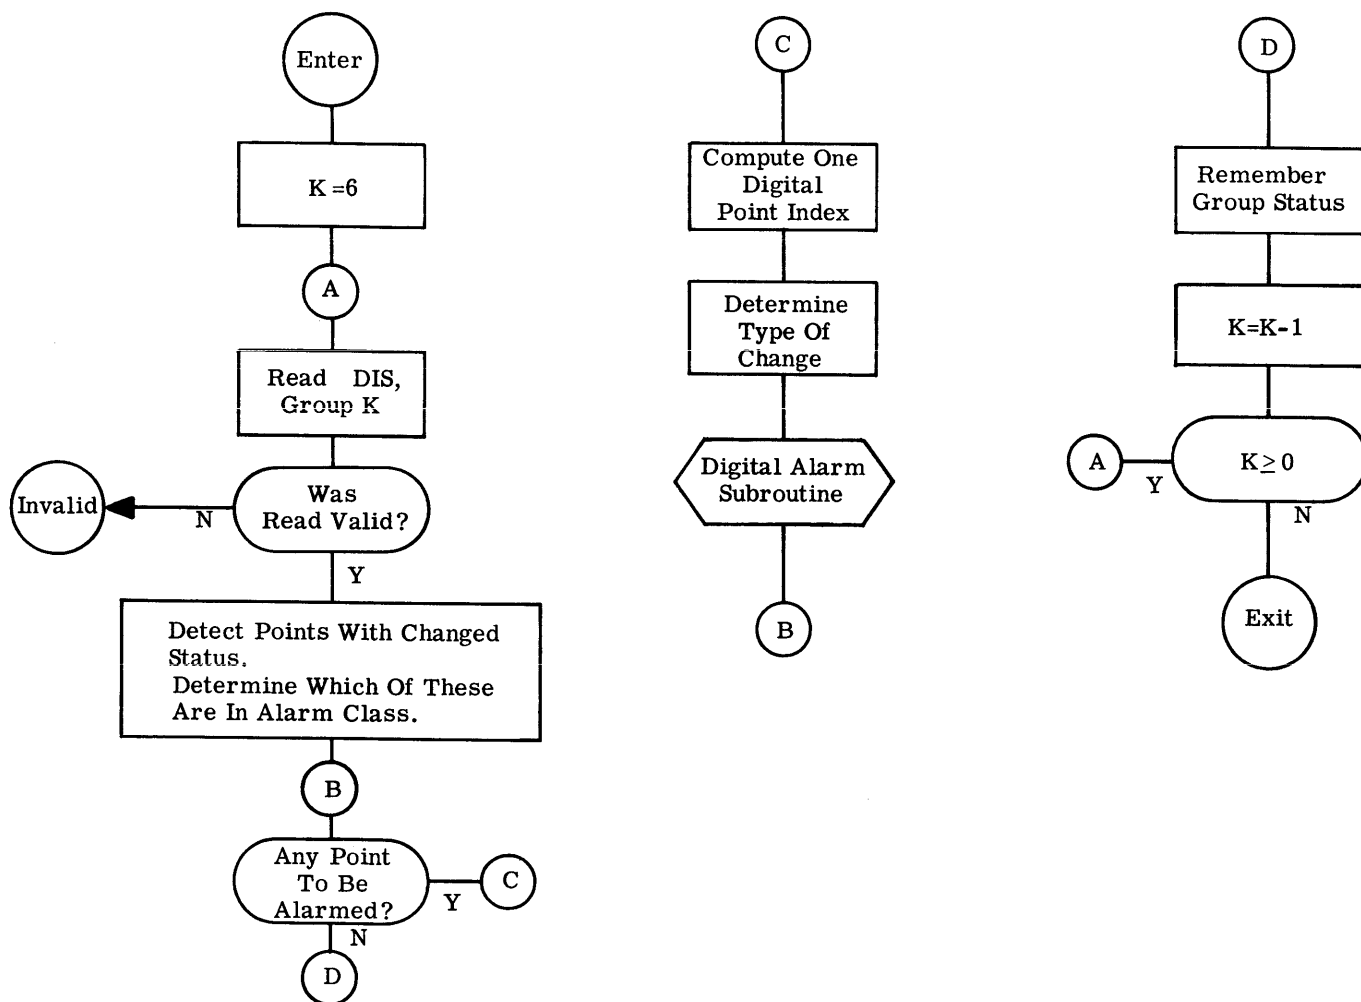 Enter
K=6
A
Read DIS,
Group K
Was
Read Valid?
Invalid
N
Y
Detect Points With Changed
Status.
Determine Which Of These
Are In Alarm Class.
B
Any Point
To Be
Alarmed?
Y
C
N
D
C
Compute One
Digital
Point Index
Determine
Type Of
Change
Digital Alarm
Subroutine
B
D
Remember
Group Status
K=K-1
K≥0
A
Y
N
Exit